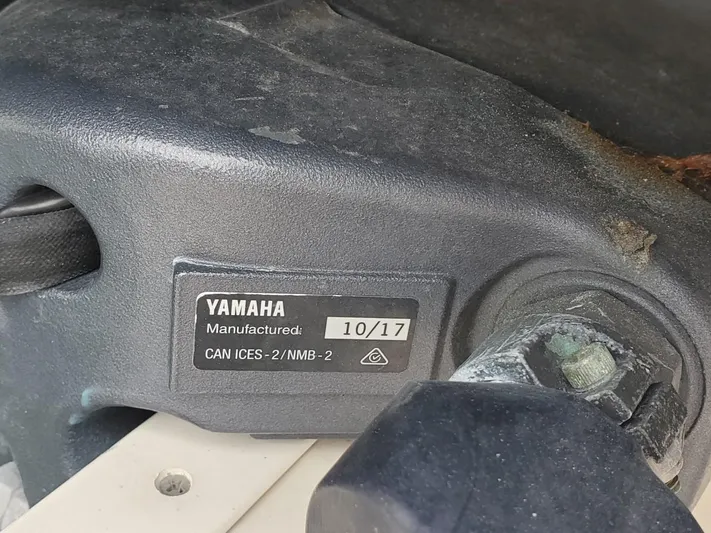 YAMAHA
Manufactured: 10/17
CAN ICES-2/NMB-2